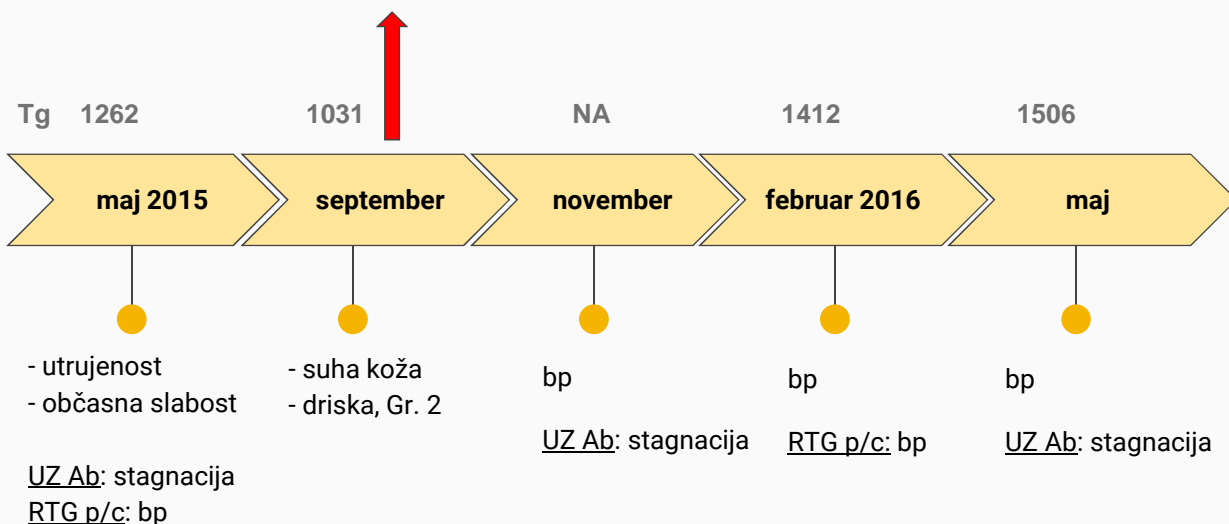 Tg 1262 1031 NA 1412 1506
maj 2015 september november februar 2016 maj
- utrujenost
- občasna slabost
UZ Ab: stagnacija
RTG p/c: bp
- suha koža
- driska, Gr. 2
bp
UZ Ab: stagnacija
bp
RTG p/c: bp
bp
UZ Ab: stagnacija